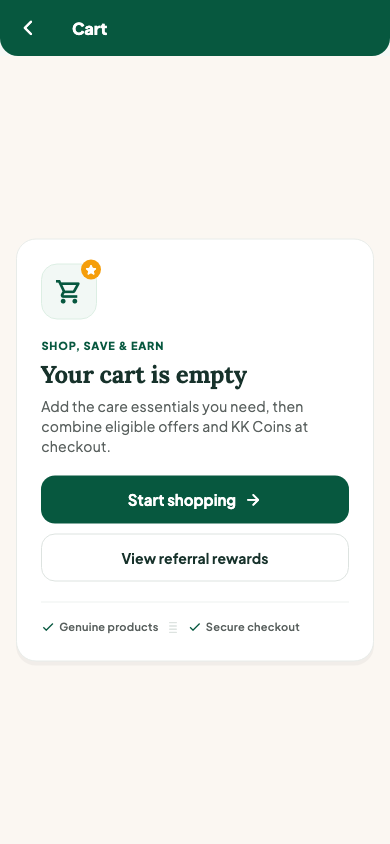 Cart
SHOP, SAVE & EARN
Your cart is empty
Add the care essentials you need, then
combine eligible offers and KK Coins at
checkout.
Start shopping →
View referral rewards
Genuine products
Secure checkout